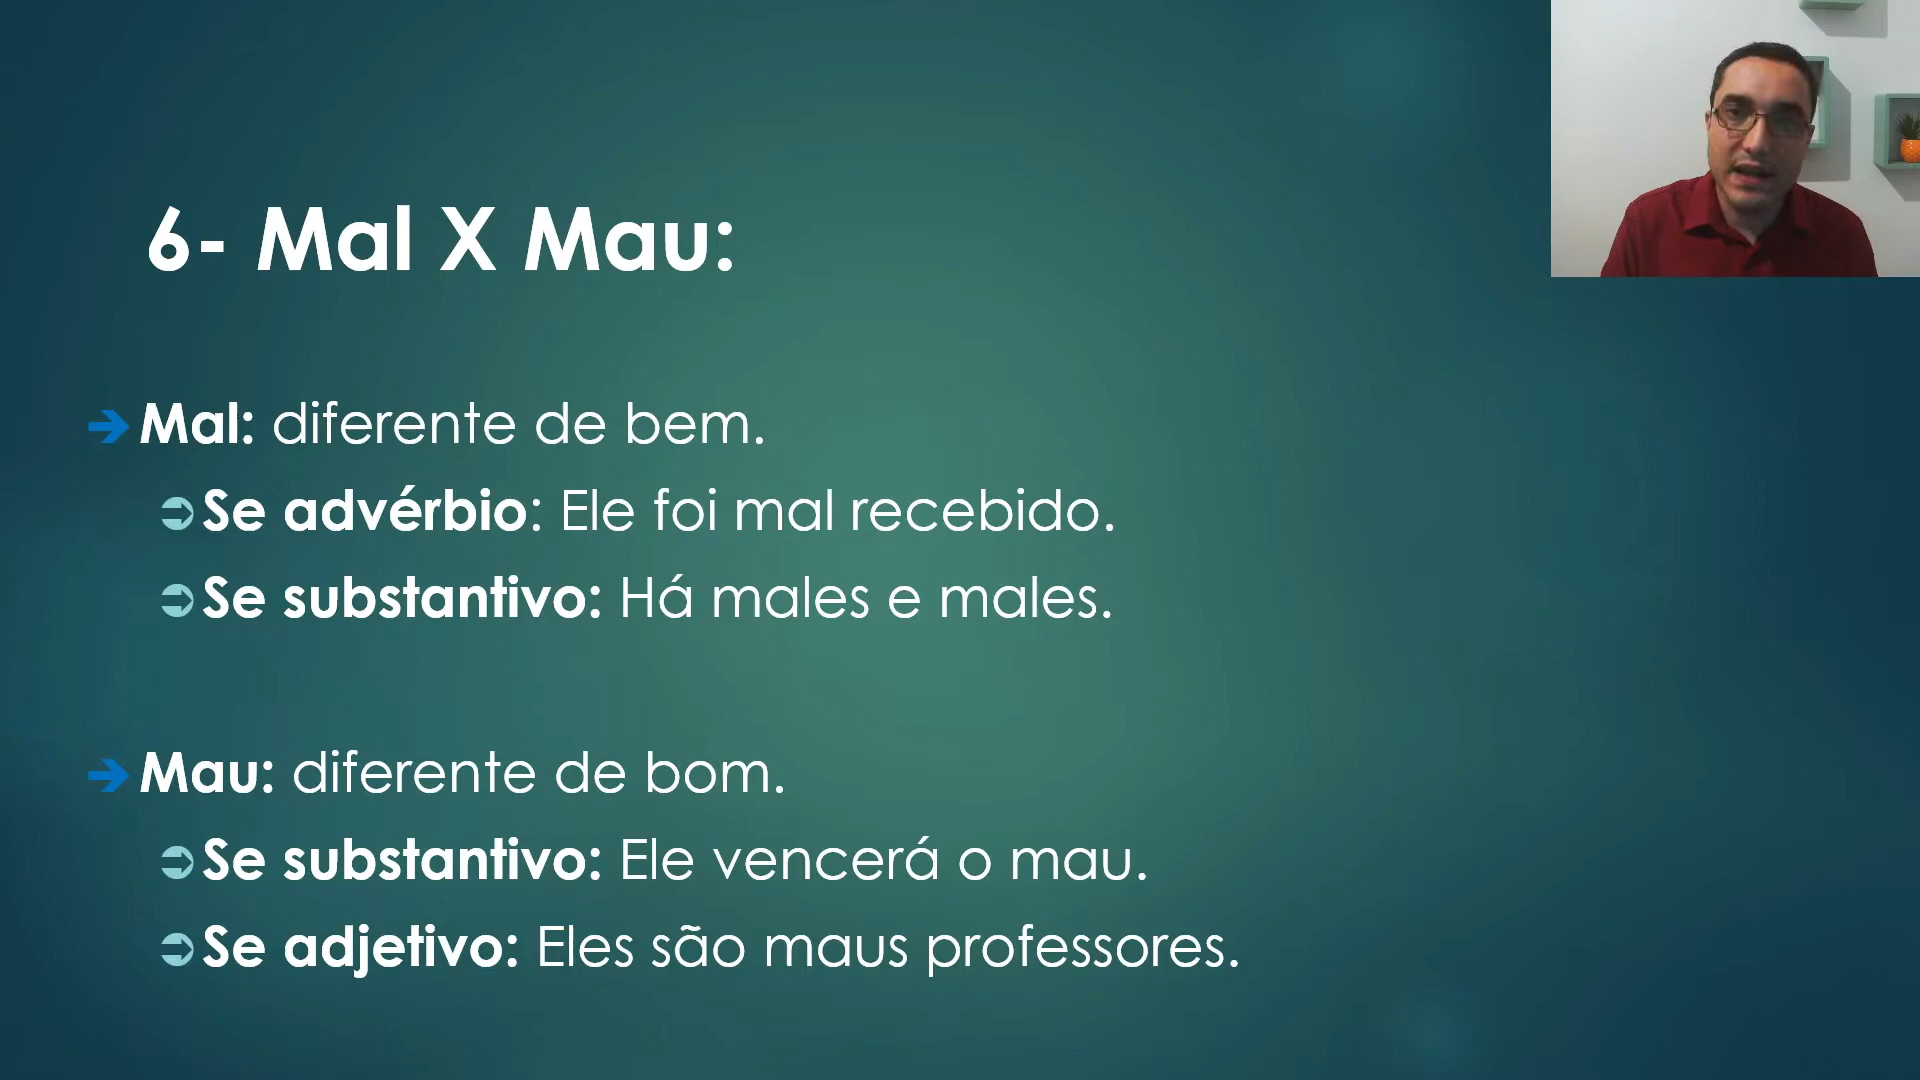 6- Mal X Mau:
Mal: diferente de bem.
Se advérbio: Ele foi mal recebido.
Se substantivo: Há males e males.
Mau: diferente de bom.
Se substantivo: Ele vencerá o mau.
Se adjetivo: Eles são maus professores.